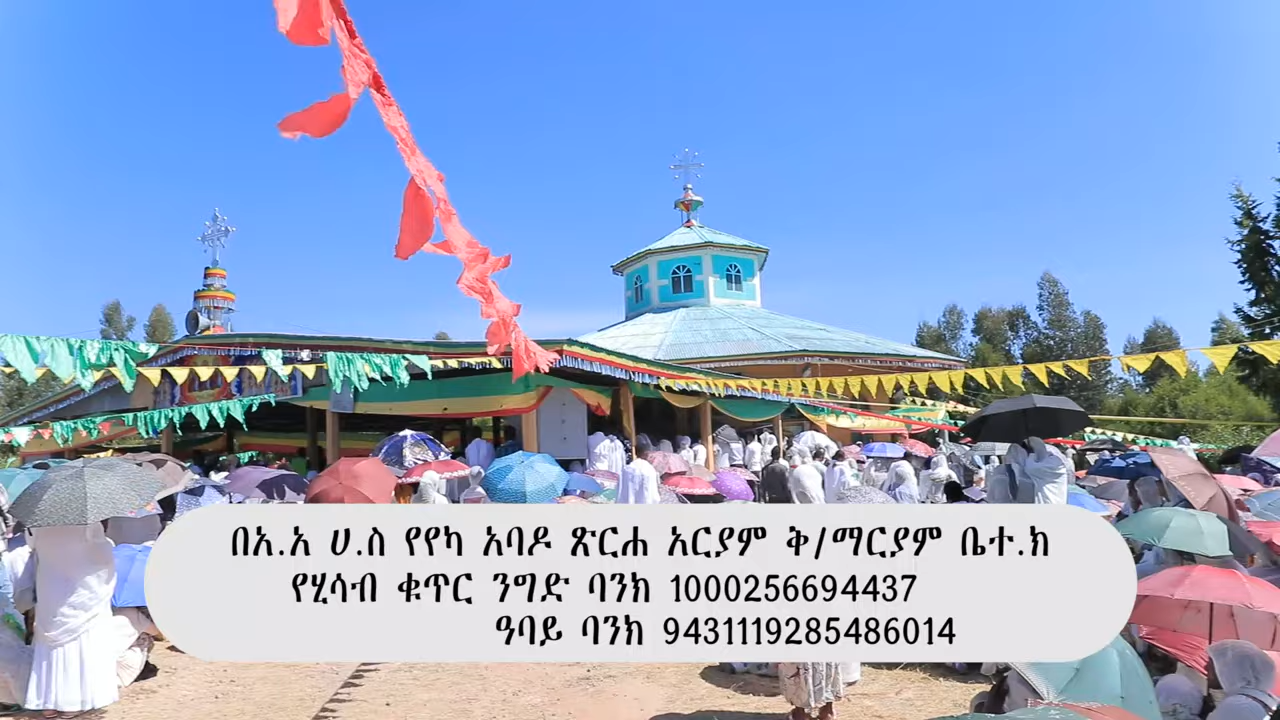 በአ.አ ሀ.ስ የየካ አባዶ ጽርሐ አርያም ቅ/ማርያም ቤተ.ክ
የሂሳብ ቁጥር ንግድ ባንክ 1000256694437
ዓባይ ባንክ 9431119285486014